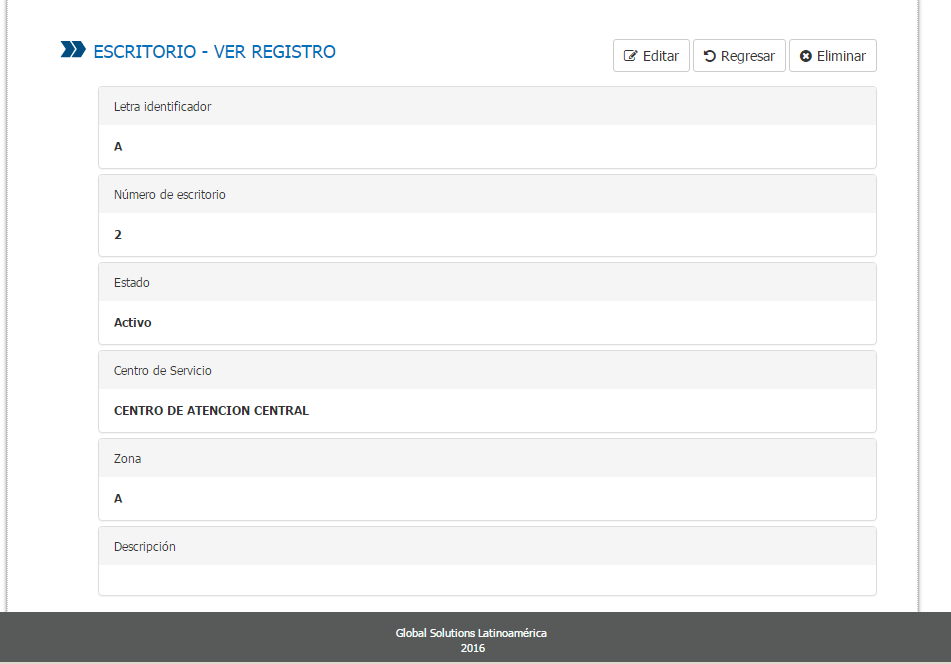 ESCRITORIO - VER REGISTRO
Editar
Regresar
Eliminar
Letra identificador
A
Número de escritorio
2
Estado
Activo
Centro de Servicio
CENTRO DE ATENCION CENTRAL
Zona
A
Descripción
Global Solutions Latinoamérica
2016